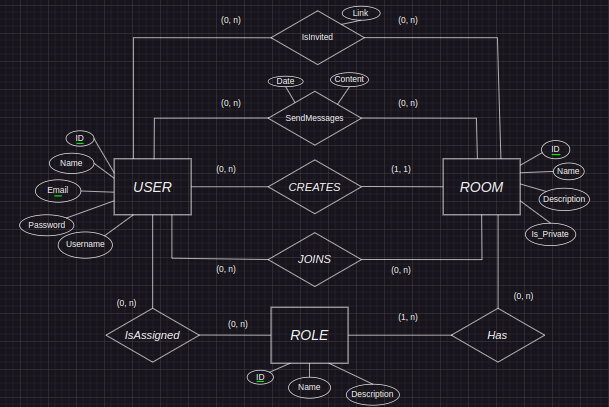 Link
(0, n)
IsInvited
(0, n)
Date
Content
(0, n)
SendMessages
(0, n)
ID
Name
Email
Password
Username
USER
(0, n)
CREATES
(1, 1)
ROOM
ID
Name
Description
Is_Private
(0, n)
JOINS
(0, n)
(0, n)
IsAssigned
(0, n)
ROLE
(1, n)
Has
(0, n)
ID
Name
Description